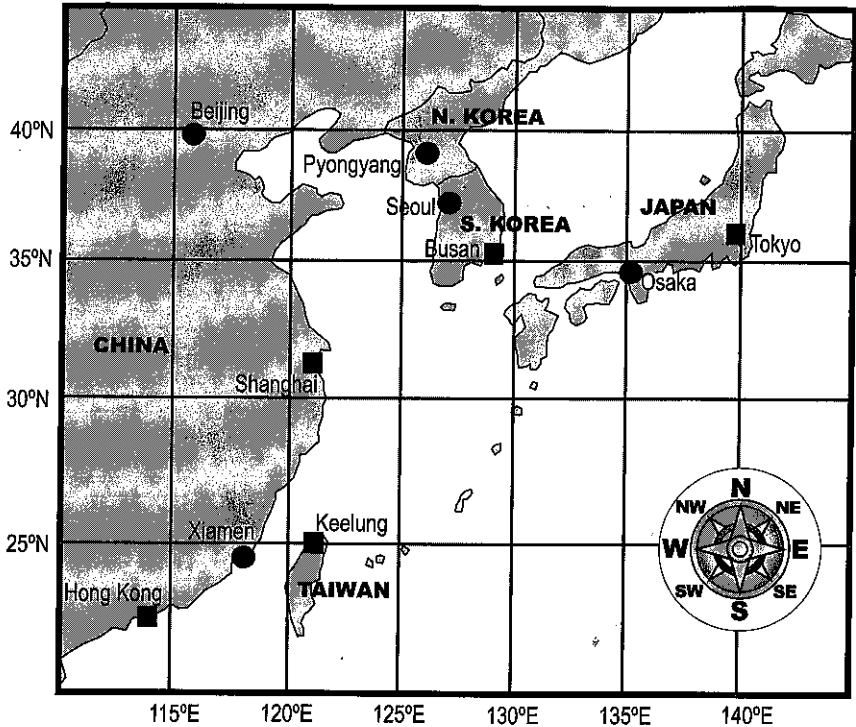 Beijing
40ºN
N. KOREA
Pyongyang
Seoul
S. KOREA
JAPAN
Busan
Tokyo
35ºN
Osaka
CHINA
Shanghai
30ºN
N
NW
NE
Xiamen
Keelung
25ºN
W
E
Hong Kong
TAIWAN
SW
SE
S
115ºE
120ºE
125ºE
130ºE
135ºE
140ºE